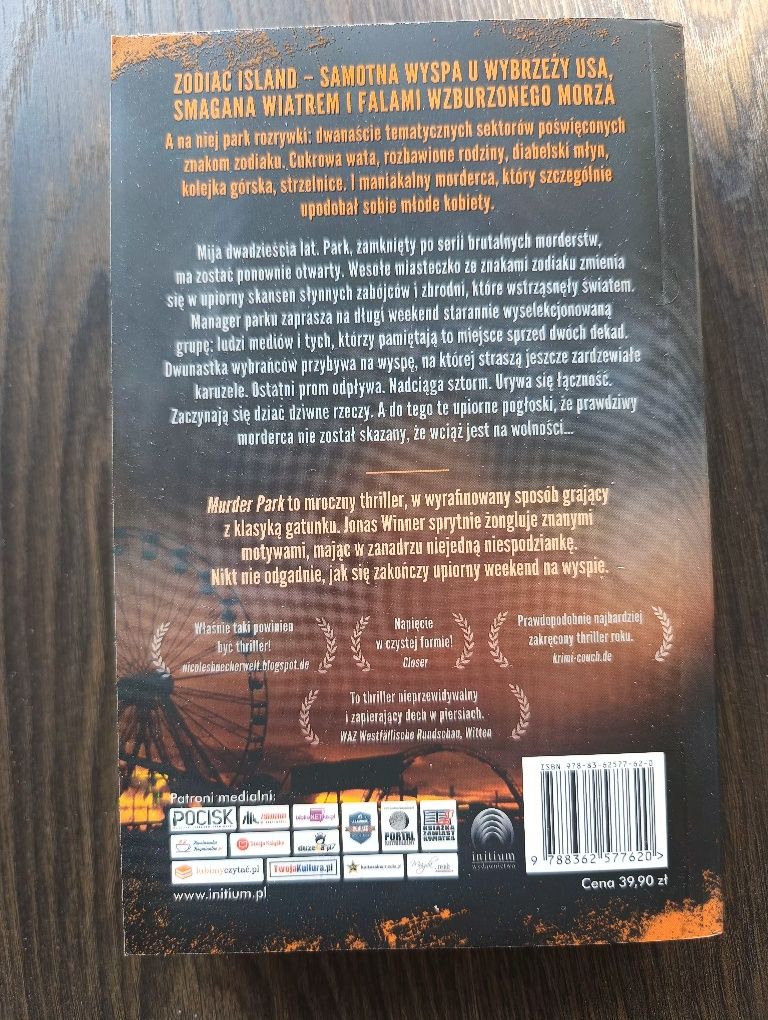 ZODIAC ISLAND – SAMOTNA WYSPA U WYBRZEŻY USA,
SMAGANA WIATREM I FALAMI WZBURZONEGO MORZA
A na niej park rozrywki: dwanaście tematycznych sektorów poświęconych
znakom zodiaku. Cukrowa wata, rozbawione rodziny, diabelski młyn,
kolejka górska, strzelnice. I maniakalny morderca, który szczególnie
upodobał sobie młode kobiety.
Mija dwadzieścia lat. Park, zamknięty po serii brutalnych morderstw,
ma zostać ponownie otwarty. Wesołe miasteczko ze znakami zodiaku zmienia
się w upiorny skansen słynnych zabójców i zbrodni, które wstrząsnęły światem.
Manager parku zaprasza na długi weekend starannie wyselekcjonowaną
grupę: ludzi mediów i tych, którzy pamiętają to miejsce sprzed dwóch dekad.
Dwunastka wybrańców przybywa na wyspę, na której straszą jeszcze zardzewiałe
karuzele. Ostatni prom odpływa. Nadciąga sztorm. Urywa się łączność.
Zaczynają się dziać dziwne rzeczy. A do tego te upiorne pogłoski, że prawdziwy
morderca nie został skazany, że wciąż jest na wolności...
Murder Park to mroczny thriller, w wyrafinowany sposób grający
z klasyką gatunku. Jonas Winner sprytnie żongluje znanymi
motywami, mając w zanadrzu niejedną niespodziankę.
Nikt nie odgadnie, jak się zakończy upiorny weekend na wyspie.
Właśnie taki powinien
być thriller!
nicolesbuecherwelt.blogspot.de
Napięcie
w czystej formie!
Closer
Prawdopodobnie najbardziej
zakręcony thriller roku.
krimi-couch.de
To thriller nieprzewidywalny
i zapierający dech w piersiach.
WAZ Westfälische Rundschau, Witten
ISBN 978-83-62577-62-0
Patroni medialni:
POCISK
duzeKa.pl
PORTAL
KSIĄŻKA
ZAMIAST
KWIATKA
initium
wydawnictwo
lubimyczytać.pl
TwojaKultura.pl
9 788362 577620 >
www.initium.pl
Cena 39,90 zł